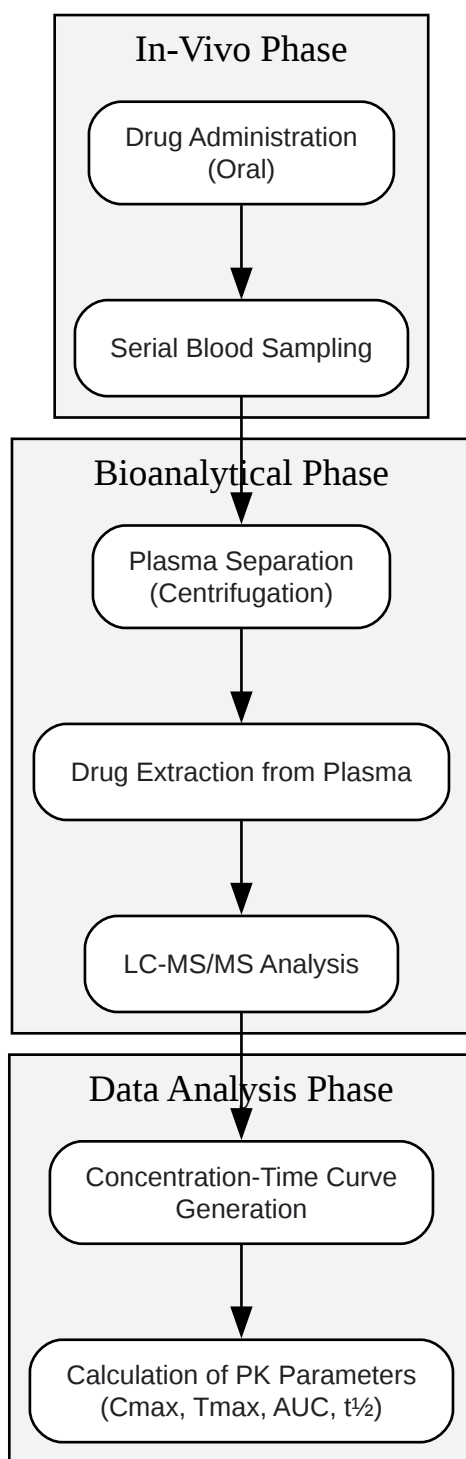 In-Vivo Phase
Drug Administration
(Oral)
Serial Blood Sampling
Bioanalytical Phase
Plasma Separation
(Centrifugation)
Drug Extraction from Plasma
LC-MS/MS Analysis
Data Analysis Phase
Concentration-Time Curve
Generation
Calculation of PK Parameters
(Cmax, Tmax, AUC, t½)